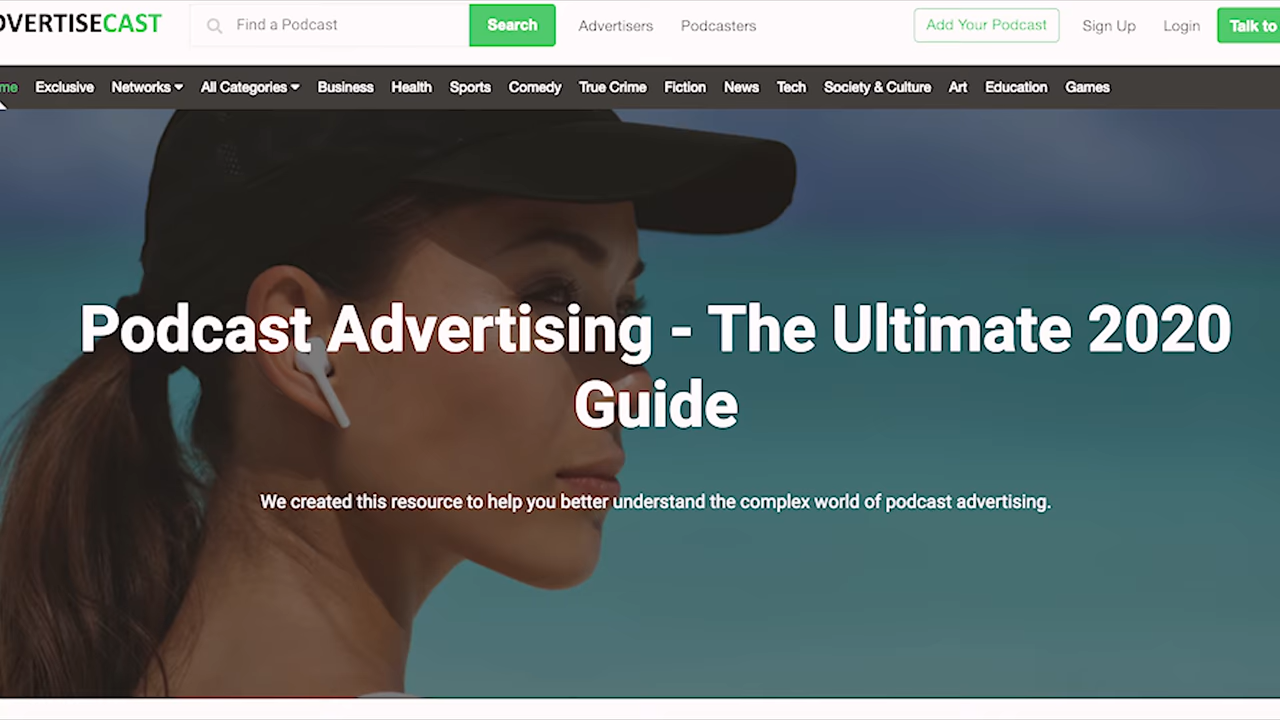 DVERTISECAST
Find a Podcast
Search
Advertisers
Podcasters
Add Your Podcast
Sign Up
Login
Talk to
me
Exclusive
Networks
All Categories
Business
Health
Sports
Comedy
True Crime
Fiction
News
Tech
Society & Culture
Art
Education
Games
Podcast Advertising - The Ultimate 2020
Guide
We created this resource to help you better understand the complex world of podcast advertising.